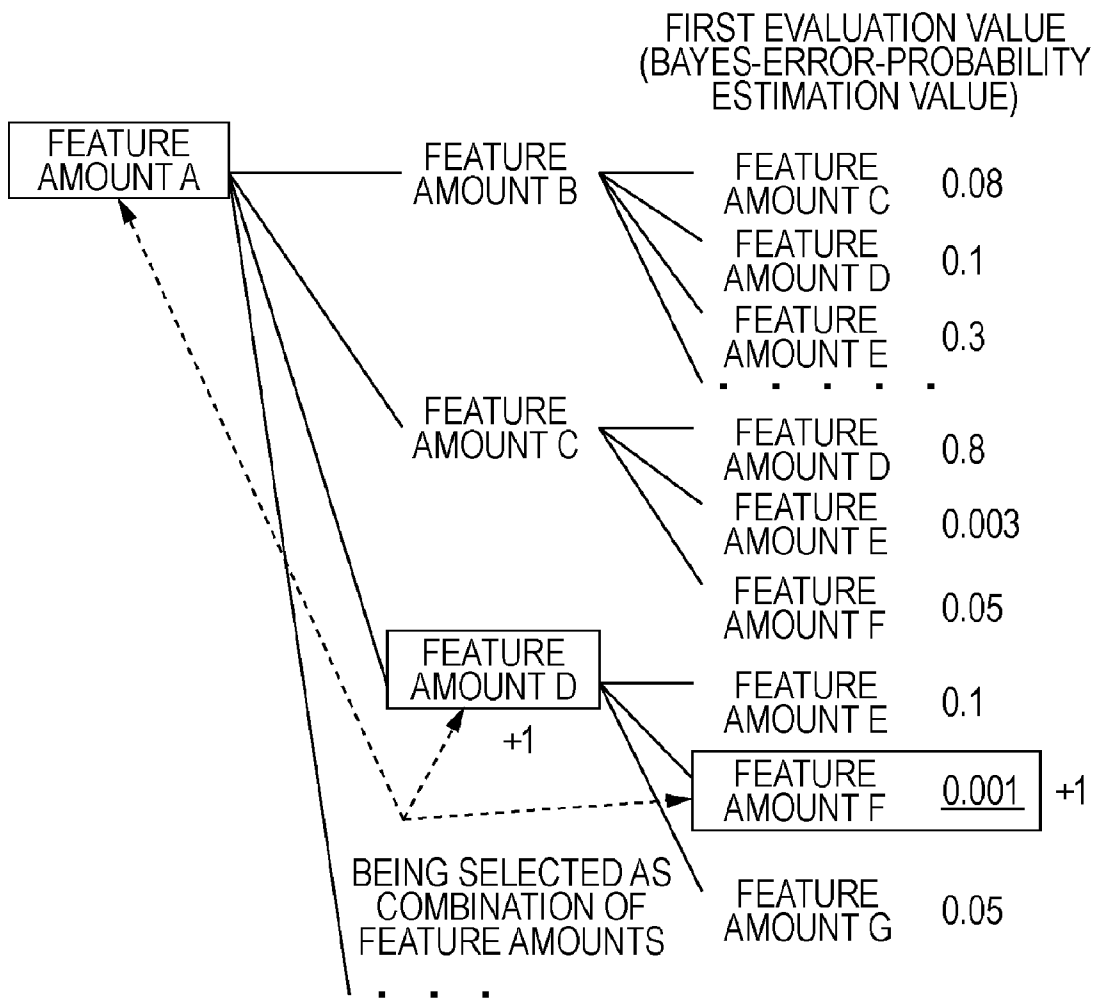 FIRST EVALUATION VALUE
(BAYES-ERROR-PROBABILITY
ESTIMATION VALUE)
FEATURE
AMOUNT A
FEATURE
AMOUNT B
FEATURE
AMOUNT C
0.08
FEATURE
AMOUNT D
0.1
FEATURE
AMOUNT E
0.3
. . . . .
FEATURE
AMOUNT C
FEATURE
AMOUNT D
0.8
FEATURE
AMOUNT E
0.003
FEATURE
AMOUNT F
0.05
FEATURE
AMOUNT D
+1
FEATURE
AMOUNT E
0.1
FEATURE
AMOUNT F
0.001
+1
BEING SELECTED AS
COMBINATION OF
FEATURE AMOUNTS
FEATURE
AMOUNT G
0.05
. . .